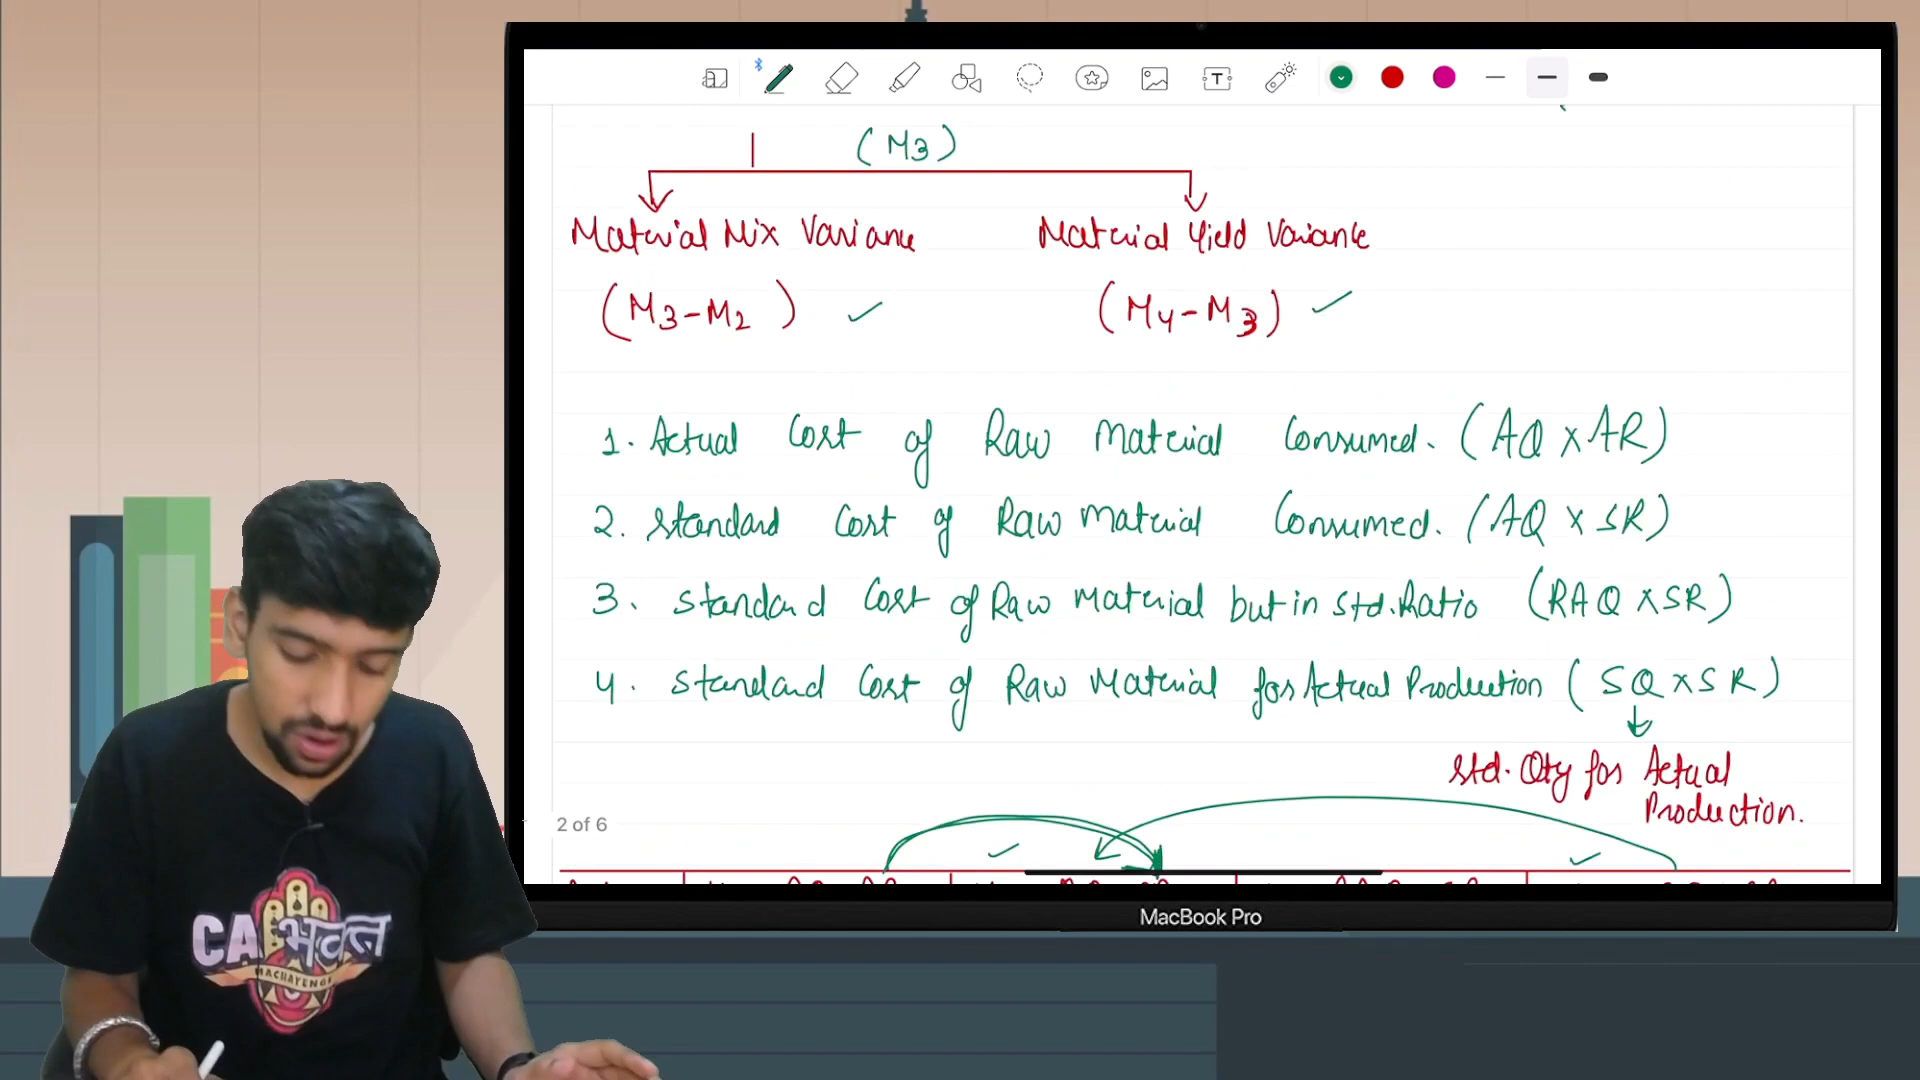 (M3)
Material Mix Variance
Material Yield Variance
(M3-M2)
(M4-M3)
1. Actual Cost of Raw Material Consumed. (AQ x AR)
2. Standard Cost of Raw Material Consumed. (AQ x SR)
3. Standard Cost of Raw Material but in std. Ratio (RAQ x SR)
4. Standard Cost of Raw Material for Actual Production (SQ x SR)
Std. Qty for Actual
Production.
2 of 6
MacBook Pro
CA भक्त
MACHAYENGE